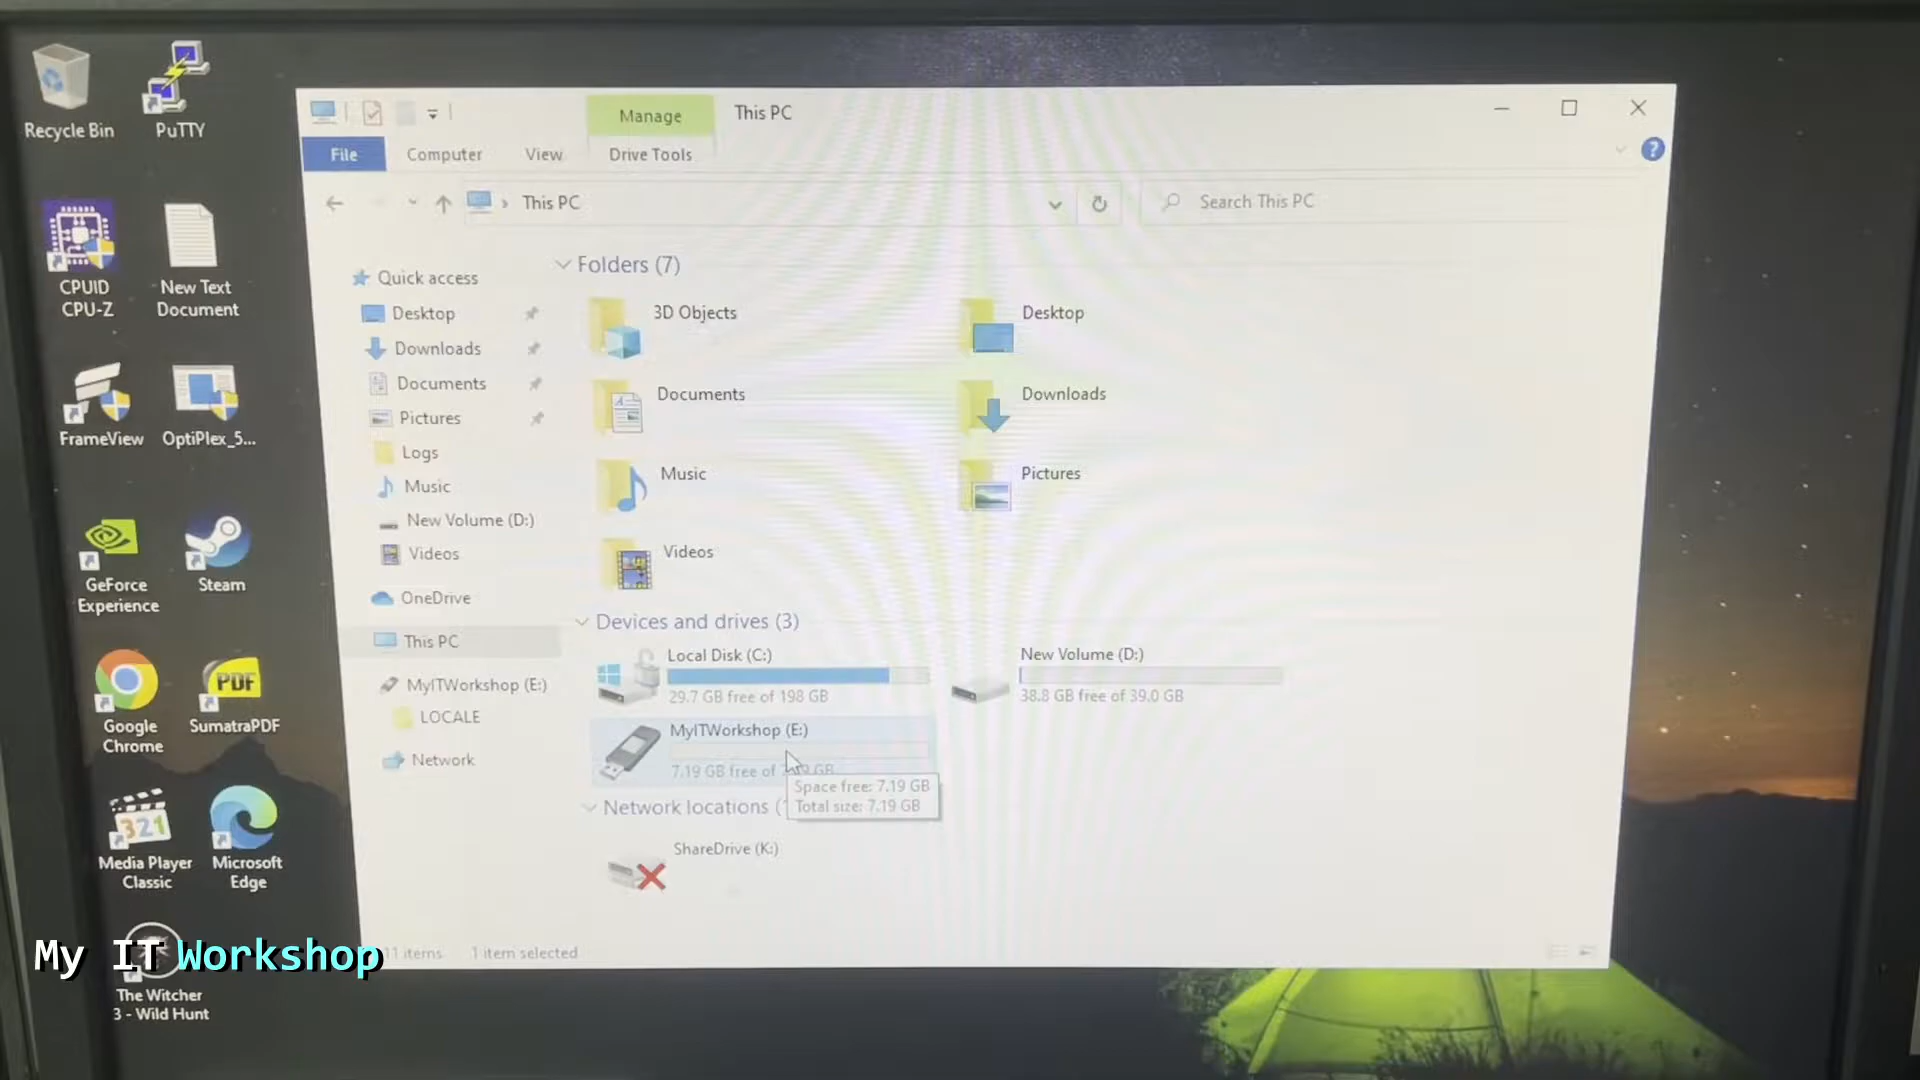 Recycle Bin
PuTTY
CPUID
CPU-Z
New Text
Document
FrameView
OptiPlex_5...
GeForce
Experience
Steam
Google
Chrome
PDF
SumatraPDF
321
Media Player
Classic
Microsoft
Edge
The Witcher
3 - Wild Hunt
My IT Workshop
Manage
This PC
File
Computer
View
Drive Tools
?
This PC
Search This PC
Quick access
Desktop
Downloads
Documents
Pictures
Logs
Music
New Volume (D:)
Videos
OneDrive
This PC
MyITWorkshop (E:)
LOCALE
Network
Folders (7)
3D Objects
Desktop
Documents
Downloads
Music
Pictures
Videos
Devices and drives (3)
Local Disk (C:)
29.7 GB free of 198 GB
New Volume (D:)
38.8 GB free of 39.0 GB
MyITWorkshop (E:)
7.19 GB free of GB
Space free: 7.19 GB
Total size: 7.19 GB
Network locations
ShareDrive (K:)
11 items
1 item selected